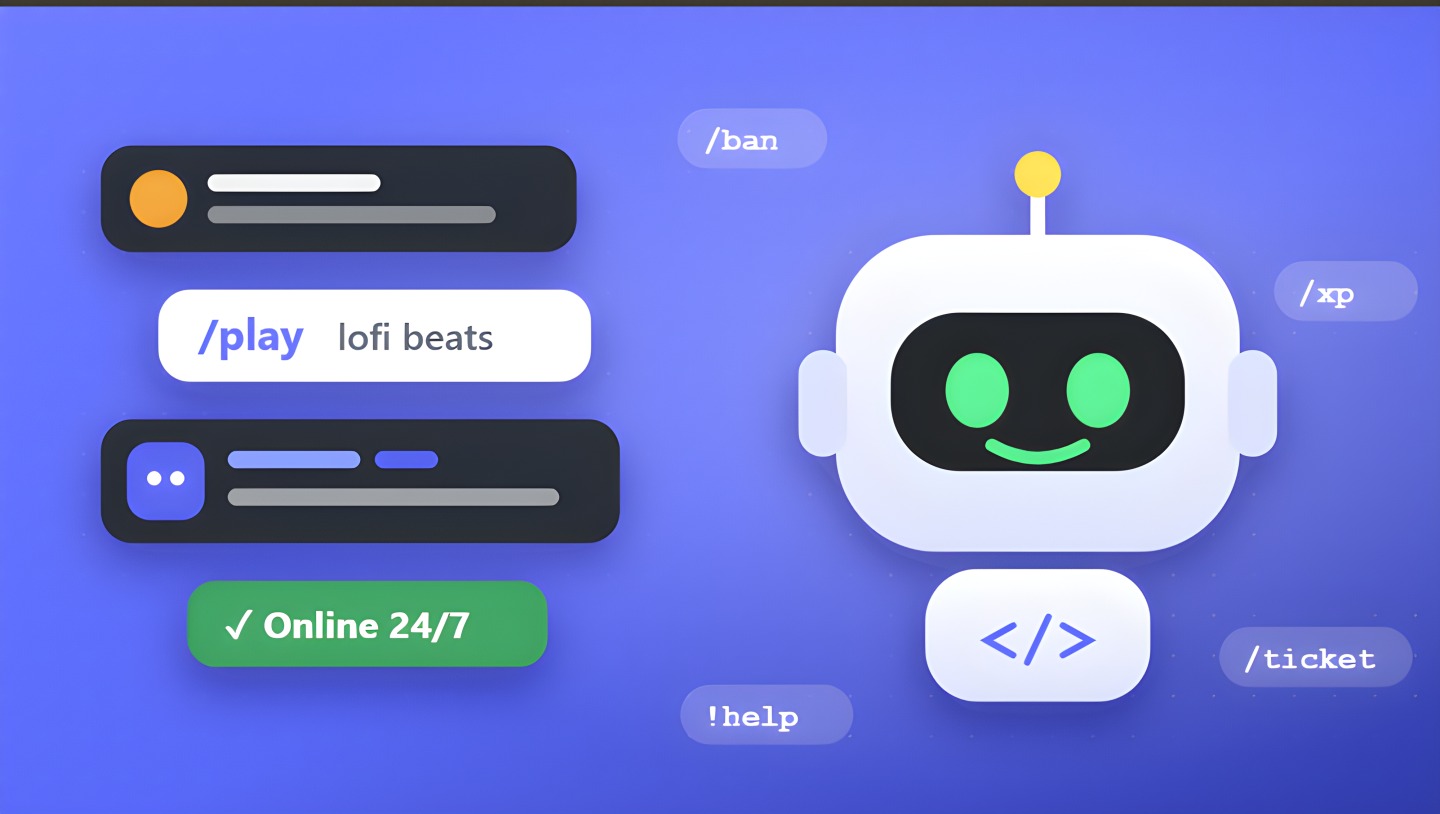 /ban
/xp
/play lofi beats
✓ Online 24/7
</>
/ticket
!help